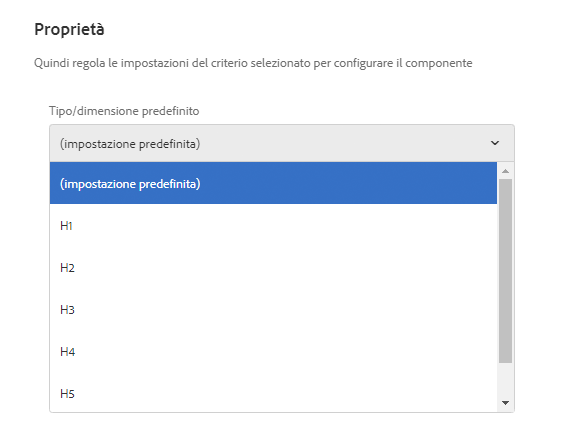 Proprietà
Quindi regola le impostazioni del criterio selezionato per configurare il componente
Tipo/dimensione predefinito
(impostazione predefinita)
(impostazione predefinita)
H1
H2
H3
H4
H5